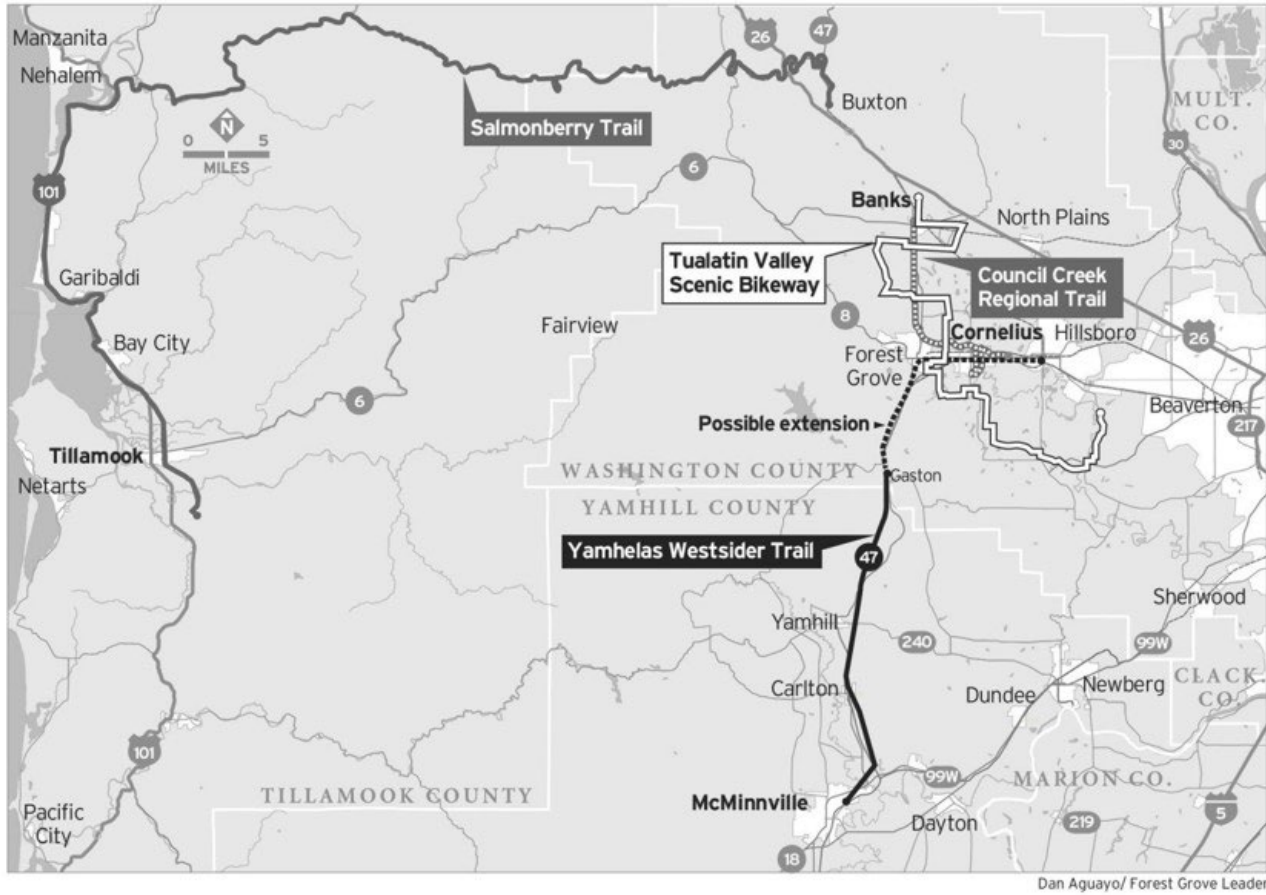 Manzanita
Nehalem
26
47
Buxton
MULT.
CO.
N
0 5
MILES
Salmonberry Trail
30
6
101
Banks
North Plains
Tualatin Valley
Scenic Bikeway
Council Creek
Regional Trail
Garibaldi
Bay City
Fairview
8
Cornelius
Hillsboro
26
Forest
Grove
6
Possible extension
Beaverton
217
Tillamook
Netarts
WASHINGTON COUNTY
Gaston
YAMHILL COUNTY
Yamhelas Westsider Trail
47
Sherwood
Yamhill
240
99W
Carlton
Dundee
Newberg
CLACK.
CO.
101
99W
MARION CO.
TILLAMOOK COUNTY
McMinnville
Pacific
City
Dayton
219
5
18
Dan Aguayo/ Forest Grove Leader